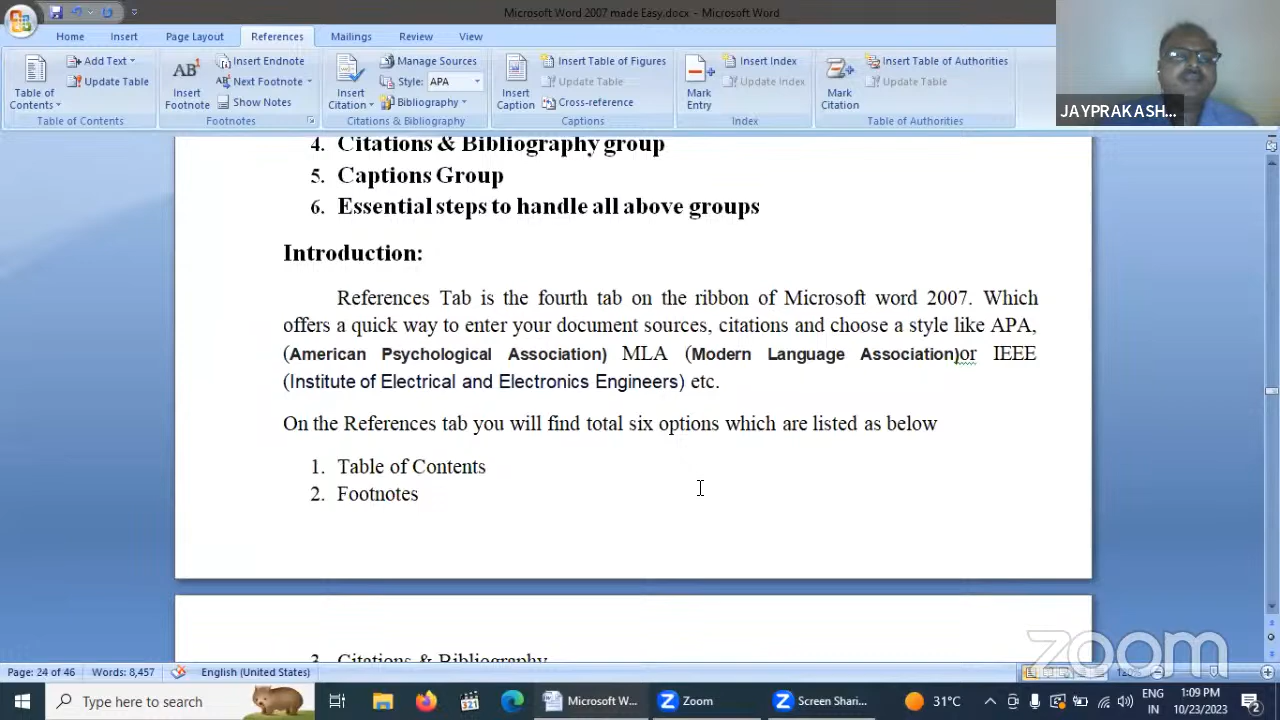 Microsoft Word 2007 made Easy.docx - Microsoft Word
Home Insert Page Layout References Mailings Review View
Table of Contents
Add Text
Update Table
Table of Contents
AB1
Insert Footnote
Insert Endnote
Next Footnote
Show Notes
Footnotes
Insert Citation
Manage Sources
Style: APA
Bibliography
Citations & Bibliography
Insert Caption
Insert Table of Figures
Update Table
Cross-reference
Captions
Mark Entry
Insert Index
Update Index
Index
Mark Citation
Insert Table of Authorities
Update Table
Table of Authorities
JAYPRAKASH...
4. Citations & Bibliography group
5. Captions Group
6. Essential steps to handle all above groups
Introduction:
References Tab is the fourth tab on the ribbon of Microsoft word 2007. Which
offers a quick way to enter your document sources, citations and choose a style like APA,
(American Psychological Association) MLA (Modern Language Association)or IEEE
(Institute of Electrical and Electronics Engineers) etc.
On the References tab you will find total six options which are listed as below
1. Table of Contents
2. Footnotes
3. Citations & Bibliography
zoom
Page: 24 of 46 Words: 8,457 English (United States)
Type here to search
Microsoft W...
Zoom
Screen Shari...
31°C
ENG
IN
1:09 PM
10/23/2023
2